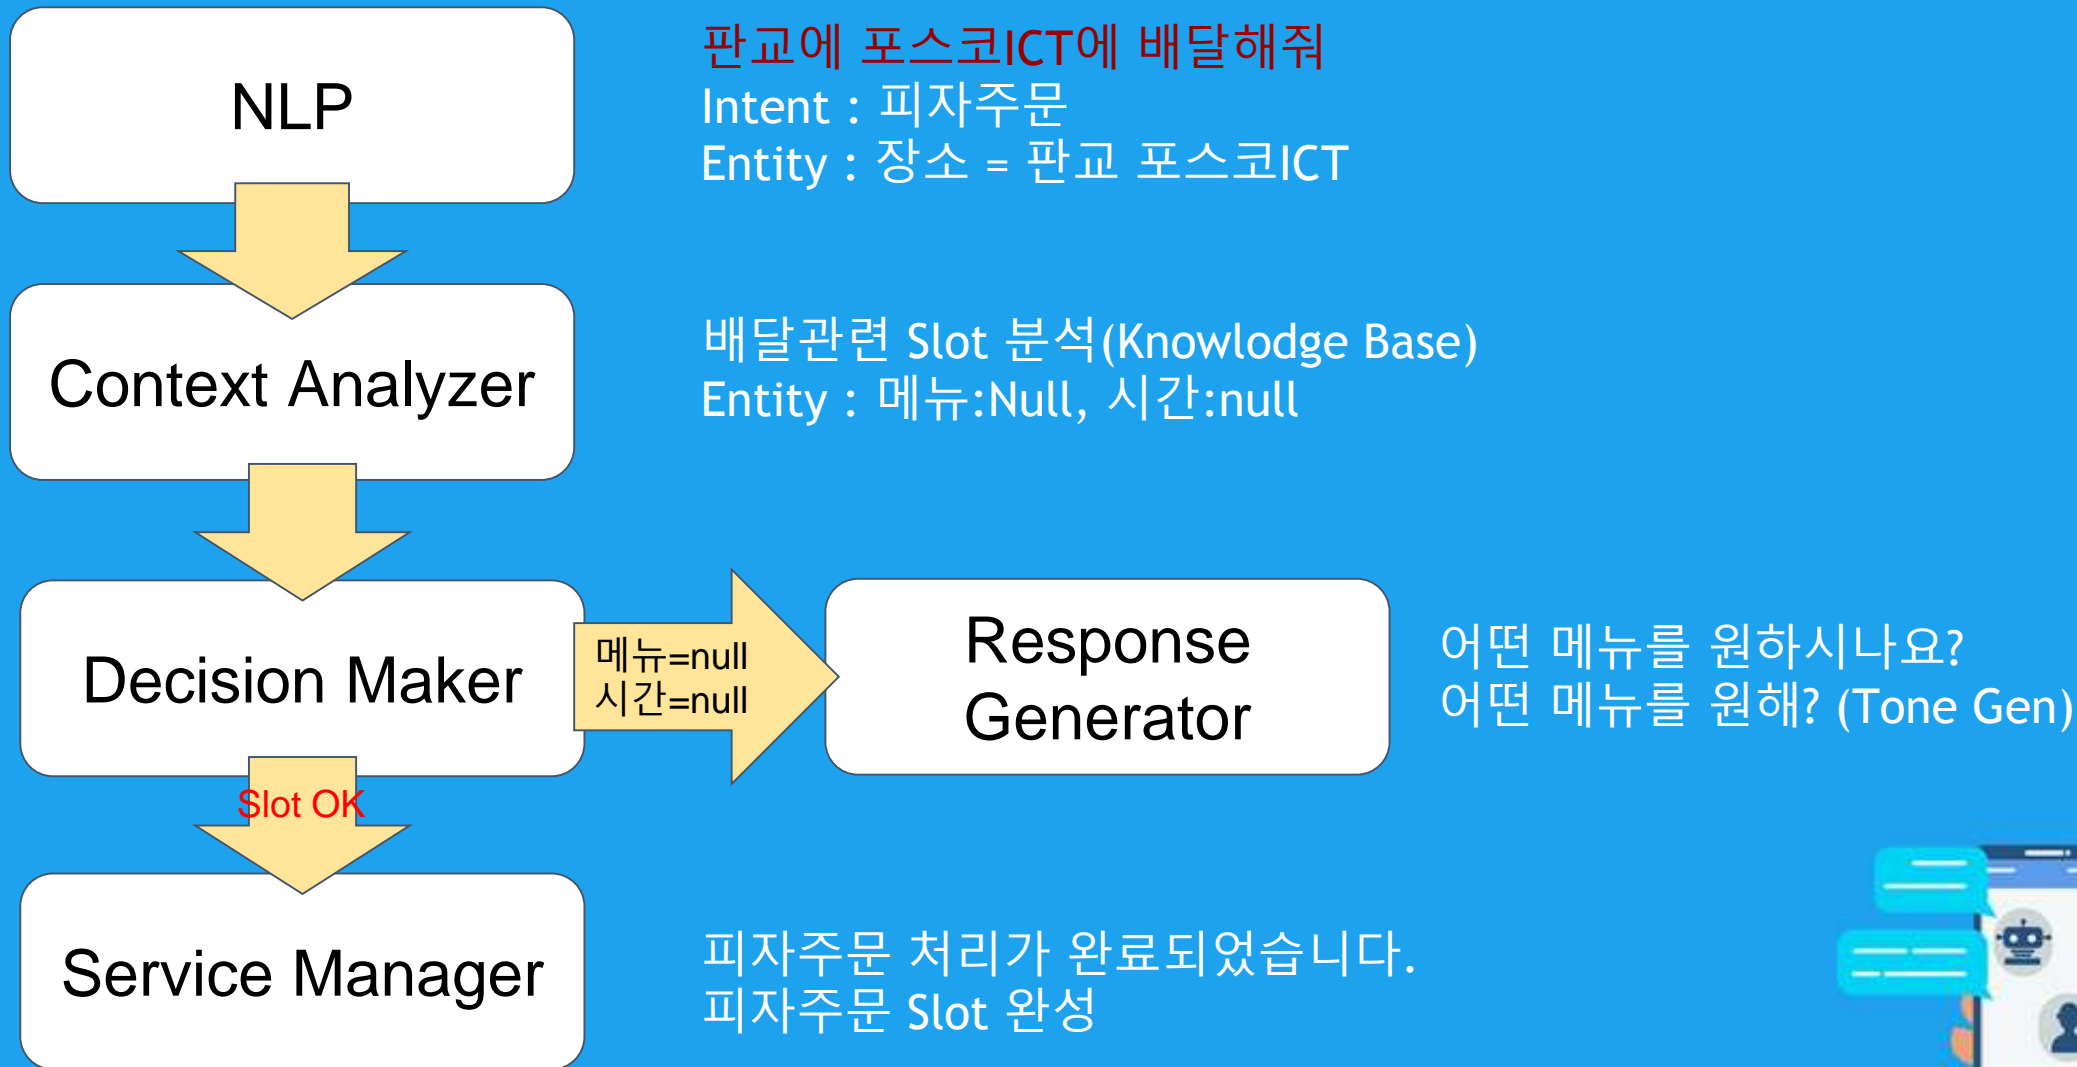 NLP
판교에 포스코ICT에 배달해줘
Intent : 피자주문
Entity : 장소 = 판교 포스코ICT
Context Analyzer
배달관련 Slot 분석(Knowlodge Base)
Entity : 메뉴:Null, 시간:null
Decision Maker
메뉴=null
시간=null
Response
Generator
어떤 메뉴를 원하시나요?
어떤 메뉴를 원해? (Tone Gen)
Slot OK
Service Manager
피자주문 처리가 완료되었습니다.
피자주문 Slot 완성